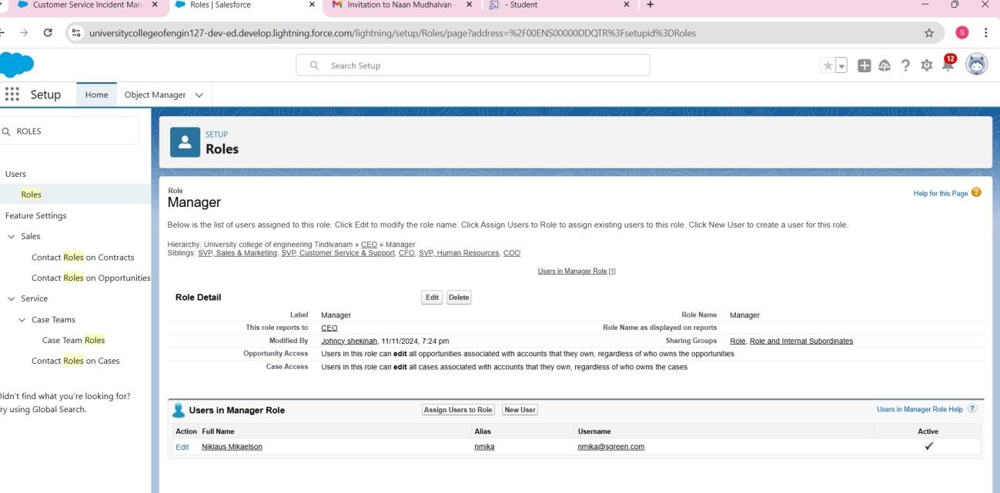 Customer Service Incident Man
Roles | Salesforce
Invitation to Naan Mudhalvan -
- Student
universitycollegeofengin127-dev-ed.develop.lightning.force.com/lightning/setup/Roles/page?address=%2F00ENS00000DDQTR%3Fsetupid%3DRoles
S
Search Setup
12
Setup
Home
Object Manager
ROLES
SETUP
Roles
Users
Roles
Feature Settings
Sales
Contact Roles on Contracts
Contact Roles on Opportunities
Service
Case Teams
Case Team Roles
Contact Roles on Cases
Didn't find what you're looking for?
Try using Global Search.
Role
Manager
Help for this Page
Below is the list of users assigned to this role. Click Edit to modify the role name. Click Assign Users to Role to assign existing users to this role. Click New User to create a user for this role.
Hierarchy: University college of engineering Tindivanam » CEO » Manager
Siblings: SVP, Sales & Marketing, SVP, Customer Service & Support, CFO, SVP, Human Resources, COO
Users in Manager Role [1]
Role Detail Edit Delete
Label Manager Role Name Manager
This role reports to CEO Role Name as displayed on reports
Modified By Johncy shekinah, 11/11/2024, 7:24 pm Sharing Groups Role, Role and Internal Subordinates
Opportunity Access Users in this role can edit all opportunities associated with accounts that they own, regardless of who owns the opportunities
Case Access Users in this role can edit all cases associated with accounts that they own, regardless of who owns the cases
Users in Manager Role Assign Users to Role New User Users in Manager Role Help ?
Action Full Name Alias Username Active
Edit Niklaus Mikaelson nmika nmika@sgreen.com ✓